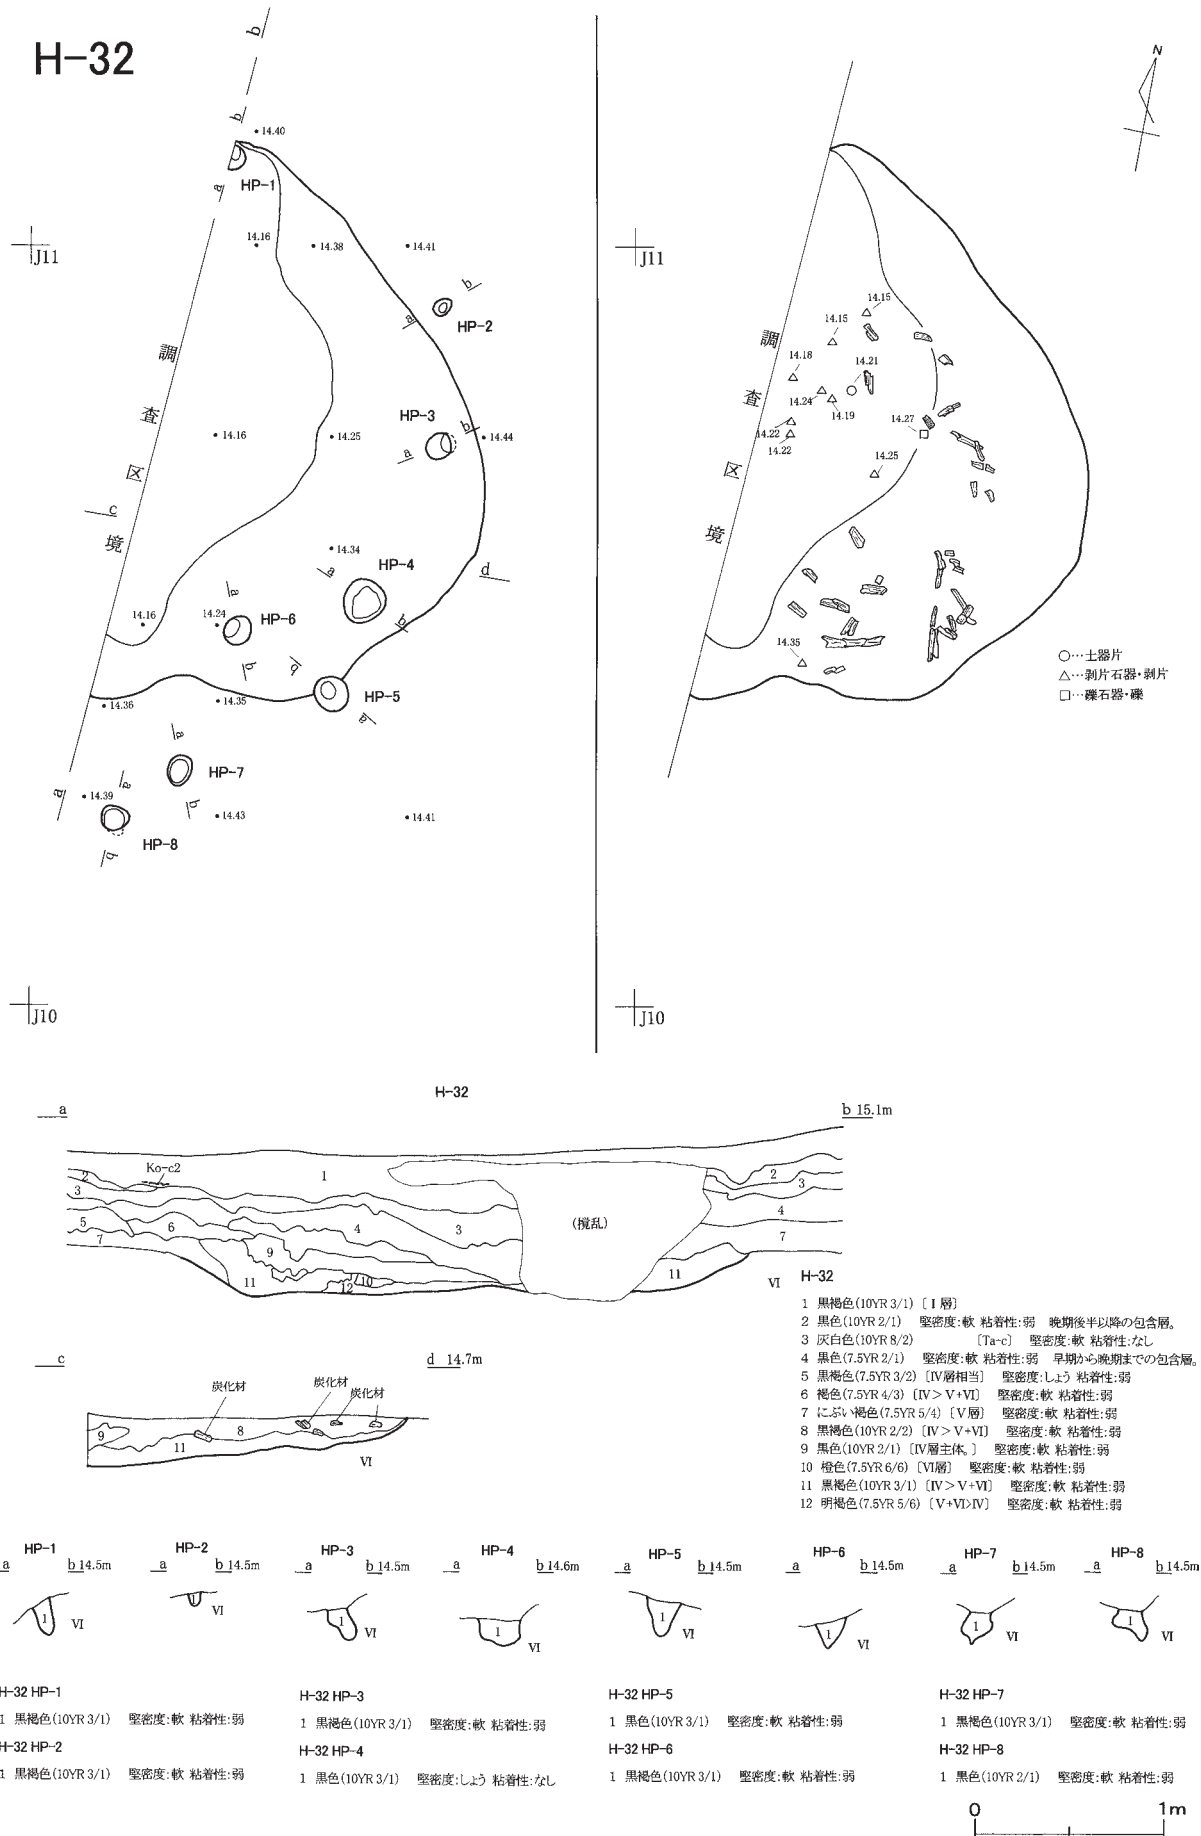 H-32
b
b
14.40
HP-1
a
J11
14.16
14.38
14.41
b
a
HP-2
調
査
区
境
HP-3
b
a
14.16
14.25
14.44
c
14.34
a
HP-4
d
b
14.16
14.24
a
HP-6
b
b
14.36
14.35
HP-5
a
a
HP-7
b
a
14.39
a
14.43
14.41
HP-8
b
J10
N
J11
14.15
14.15
14.18
14.21
14.24
14.19
14.27
14.22
14.22
14.25
調
査
区
境
14.35
○…土器片
△…剥片石器・剥片
□…礫石器・礫
J10
H-32
a
b 15.1m
Ko-c2
2
1
2
3
3
5
6
4
3
(撹乱)
4
7
7
9
11
12
10
11
VI
c
d 14.7m
炭化材
炭化材
炭化材
9
11
8
VI
H-32
1 黒褐色(10YR 3/1) [I層]
2 黒色(10YR 2/1) 堅密度:軟 粘着性:弱 晩期後半以降の包含層。
3 灰白色(10YR 8/2) [Ta-c] 堅密度:軟 粘着性:なし
4 黒色(7.5YR 2/1) 堅密度:軟 粘着性:弱 早期から晩期までの包含層。
5 黒褐色(7.5YR 3/2) [IV層相当] 堅密度:しょう 粘着性:弱
6 褐色(7.5YR 4/3) [IV>V+VI] 堅密度:軟 粘着性:弱
7 にぶい褐色(7.5YR 5/4) [V層] 堅密度:軟 粘着性:弱
8 黒褐色(10YR 2/2) [IV>V+VI] 堅密度:軟 粘着性:弱
9 黒色(10YR 2/1) [IV層主体。] 堅密度:軟 粘着性:弱
10 橙色(7.5YR 6/6) [VI層] 堅密度:軟 粘着性:弱
11 黒褐色(10YR 3/1) [IV>V+VI] 堅密度:軟 粘着性:弱
12 明褐色(7.5YR 5/6) [V+VI>IV] 堅密度:軟 粘着性:弱
HP-1
a
b 14.5m
1
VI
HP-2
a
b 14.5m
1
VI
HP-3
a
b 14.5m
1
VI
HP-4
a
b 14.6m
1
VI
HP-5
a
b 14.5m
1
VI
HP-6
a
b 14.5m
1
VI
HP-7
a
b 14.5m
1
VI
HP-8
a
b 14.5m
1
VI
H-32 HP-1
1 黒褐色(10YR 3/1) 堅密度:軟 粘着性:弱
H-32 HP-2
1 黒褐色(10YR 3/1) 堅密度:軟 粘着性:弱
H-32 HP-3
1 黒褐色(10YR 3/1) 堅密度:軟 粘着性:弱
H-32 HP-4
1 黒色(10YR 3/1) 堅密度:しょう 粘着性:なし
H-32 HP-5
1 黒色(10YR 3/1) 堅密度:軟 粘着性:弱
H-32 HP-6
1 黒褐色(10YR 3/1) 堅密度:軟 粘着性:弱
H-32 HP-7
1 黒褐色(10YR 3/1) 堅密度:軟 粘着性:弱
H-32 HP-8
1 黒色(10YR 2/1) 堅密度:軟 粘着性:弱
0
1m